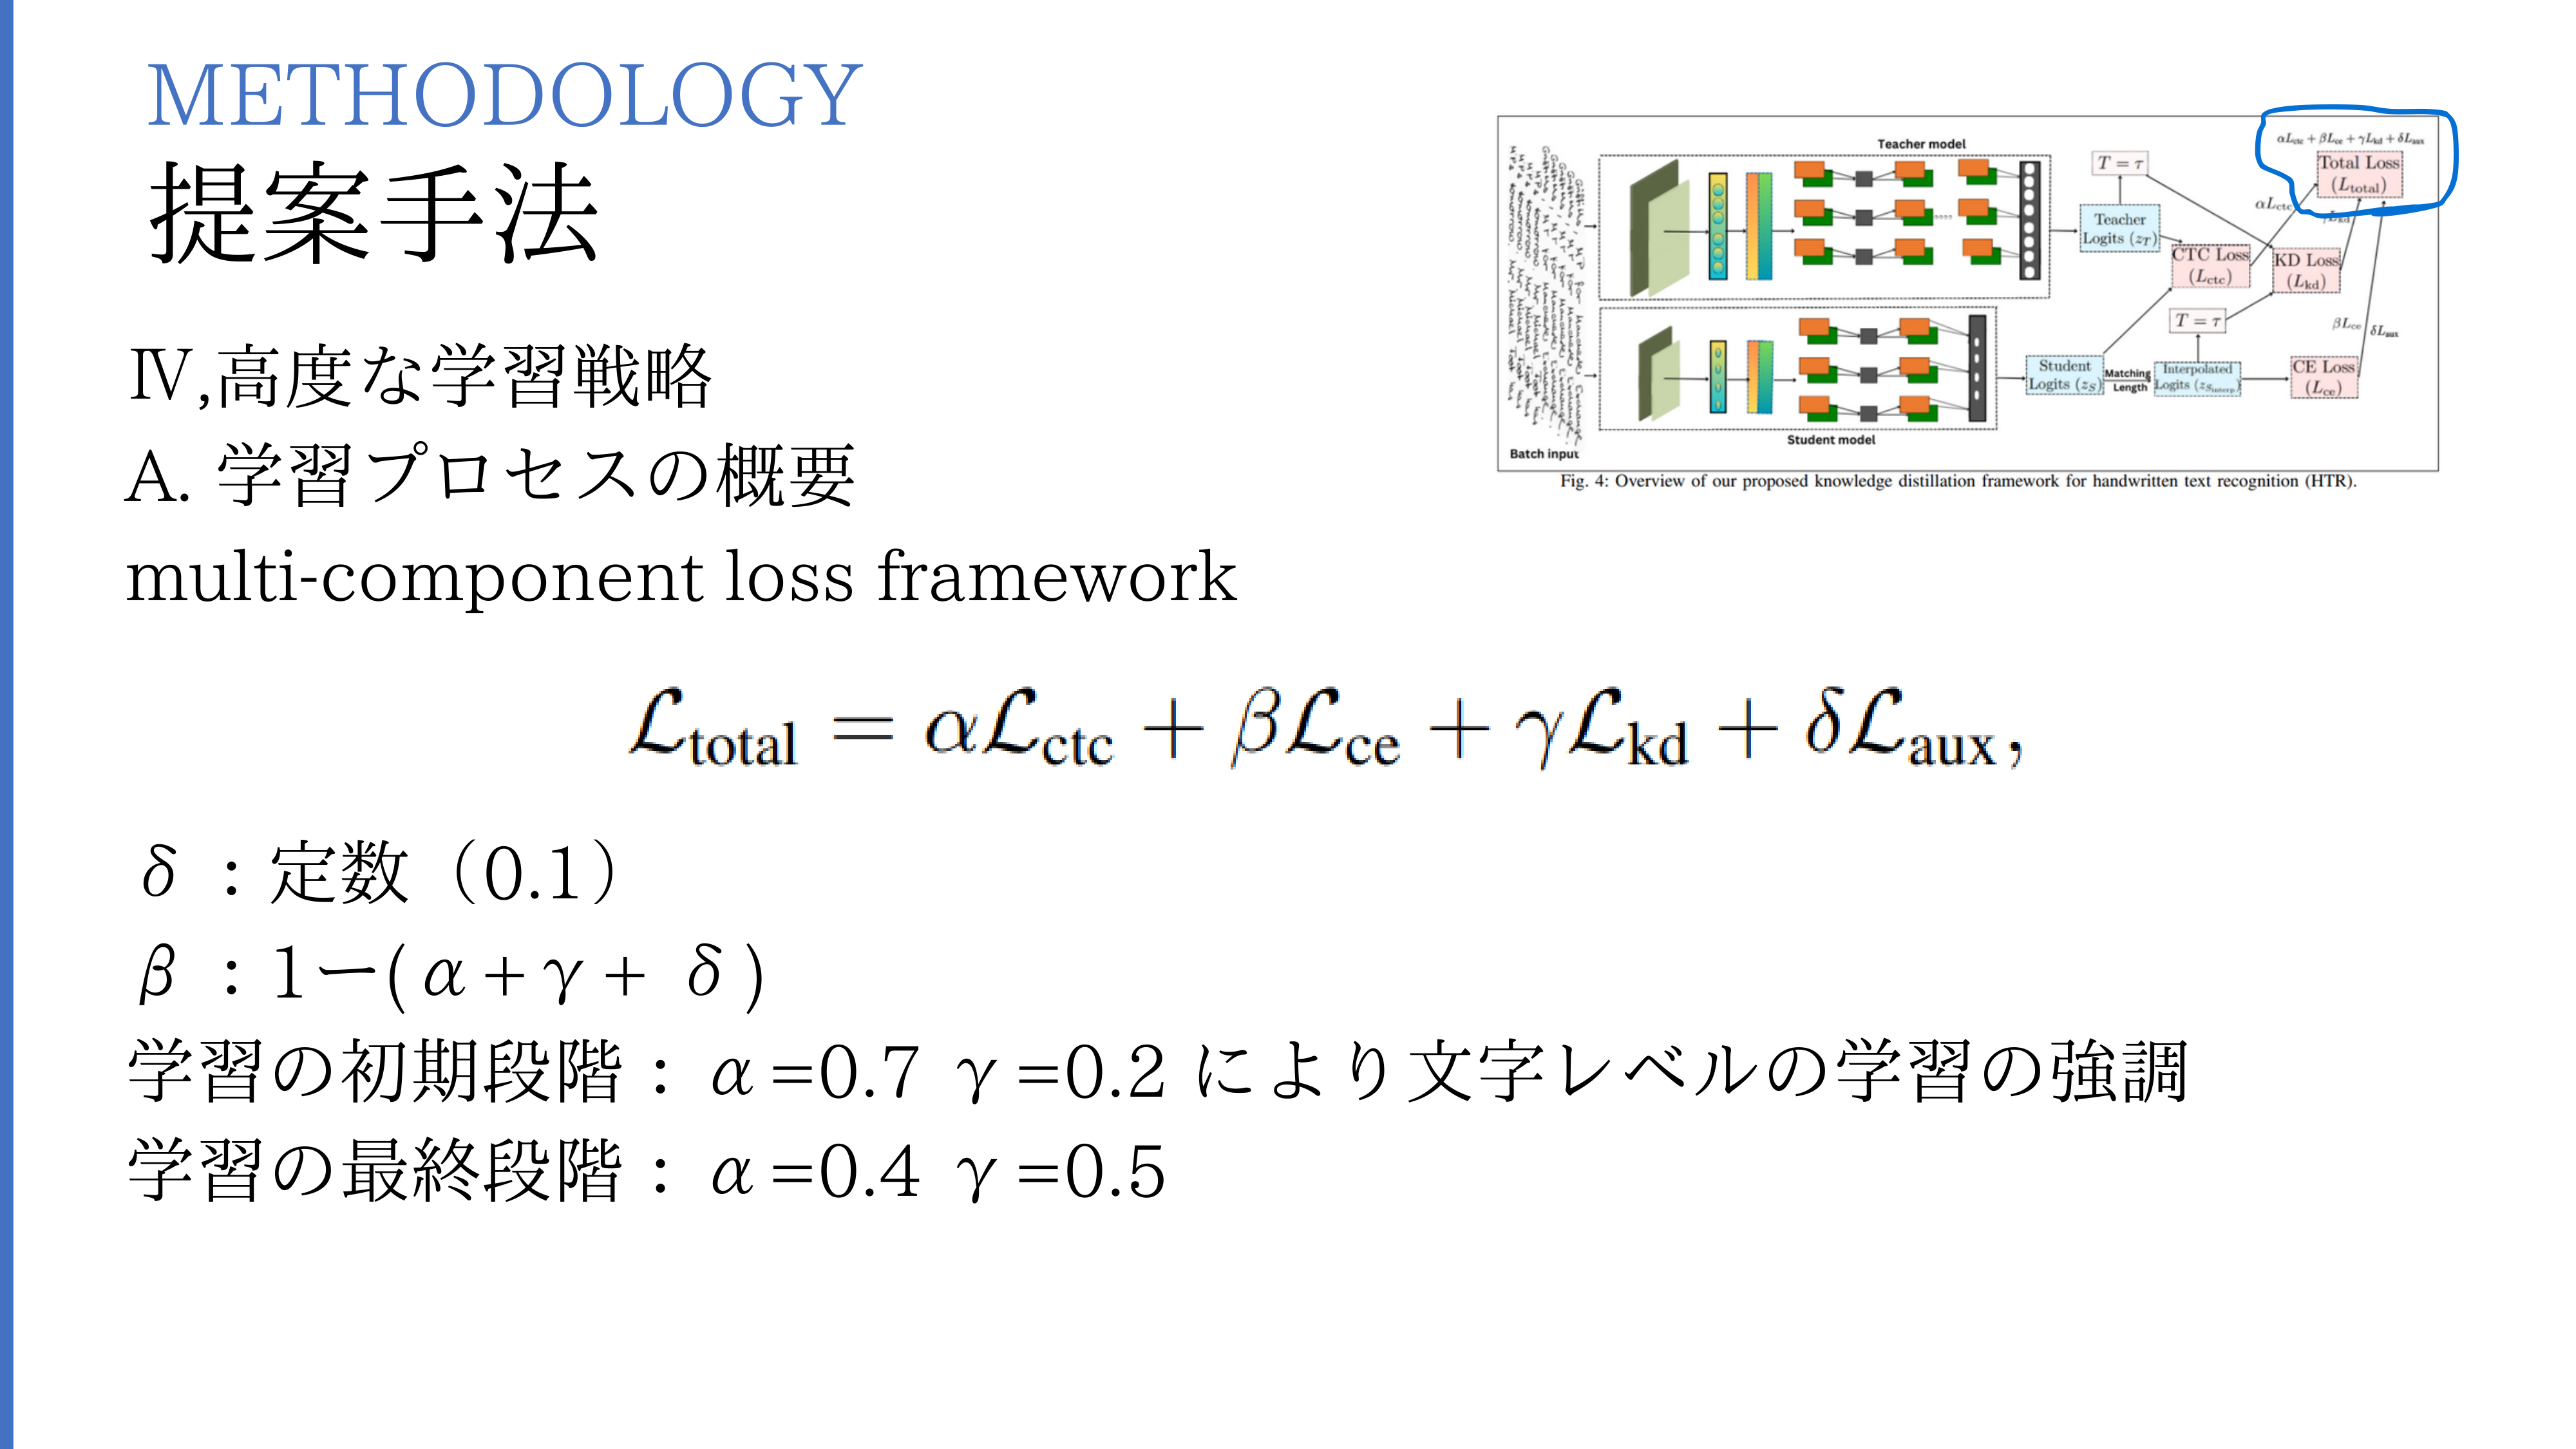 METHODOLOGY
提案手法
Ⅳ,高度な学習戦略
A. 学習プロセスの概要
multi-component loss framework
Teacher model
Student model
Batch input
T = τ
Teacher
Logits (z_T)
CTC Loss
(L_ctc)
KD Loss
(L_kd)
T = τ
Student
Logits (z_S)
Matching
Length
Interpolated
Logits (z_S_interp)
CE Loss
(L_ce)
αL_ctc
γL_kd
βL_ce
δL_aux
αL_ctc + βL_ce + γL_kd + δL_aux
Total Loss
(L_total)
Fig. 4: Overview of our proposed knowledge distillation framework for handwritten text recognition (HTR).
ℒ_total = αℒ_ctc + βℒ_ce + γℒ_kd + δℒ_aux,
δ：定数（0.1）
β：1ー(α+γ+ δ)
学習の初期段階：α=0.7 γ=0.2 により文字レベルの学習の強調
学習の最終段階：α=0.4 γ=0.5